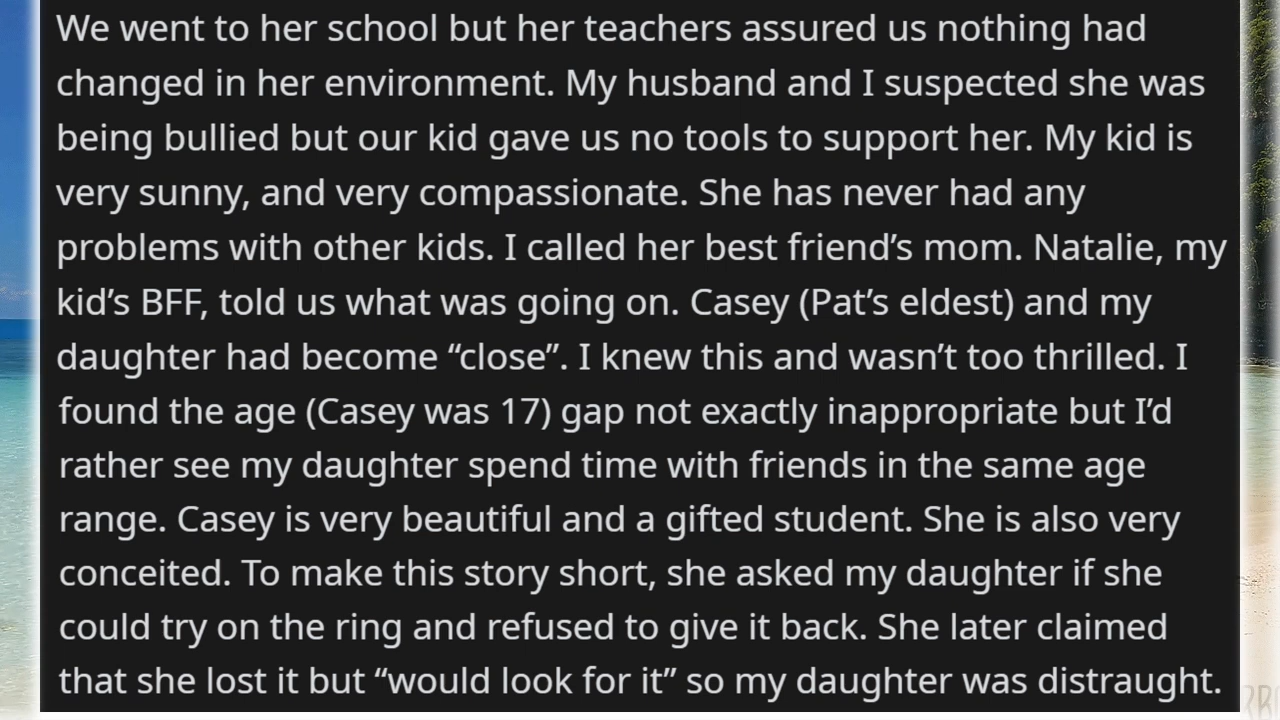 We went to her school but her teachers assured us nothing had
changed in her environment. My husband and I suspected she was
being bullied but our kid gave us no tools to support her. My kid is
very sunny, and very compassionate. She has never had any
problems with other kids. I called her best friend’s mom. Natalie, my
kid’s BFF, told us what was going on. Casey (Pat’s eldest) and my
daughter had become “close”. I knew this and wasn’t too thrilled. I
found the age (Casey was 17) gap not exactly inappropriate but I’d
rather see my daughter spend time with friends in the same age
range. Casey is very beautiful and a gifted student. She is also very
conceited. To make this story short, she asked my daughter if she
could try on the ring and refused to give it back. She later claimed
that she lost it but “would look for it” so my daughter was distraught.